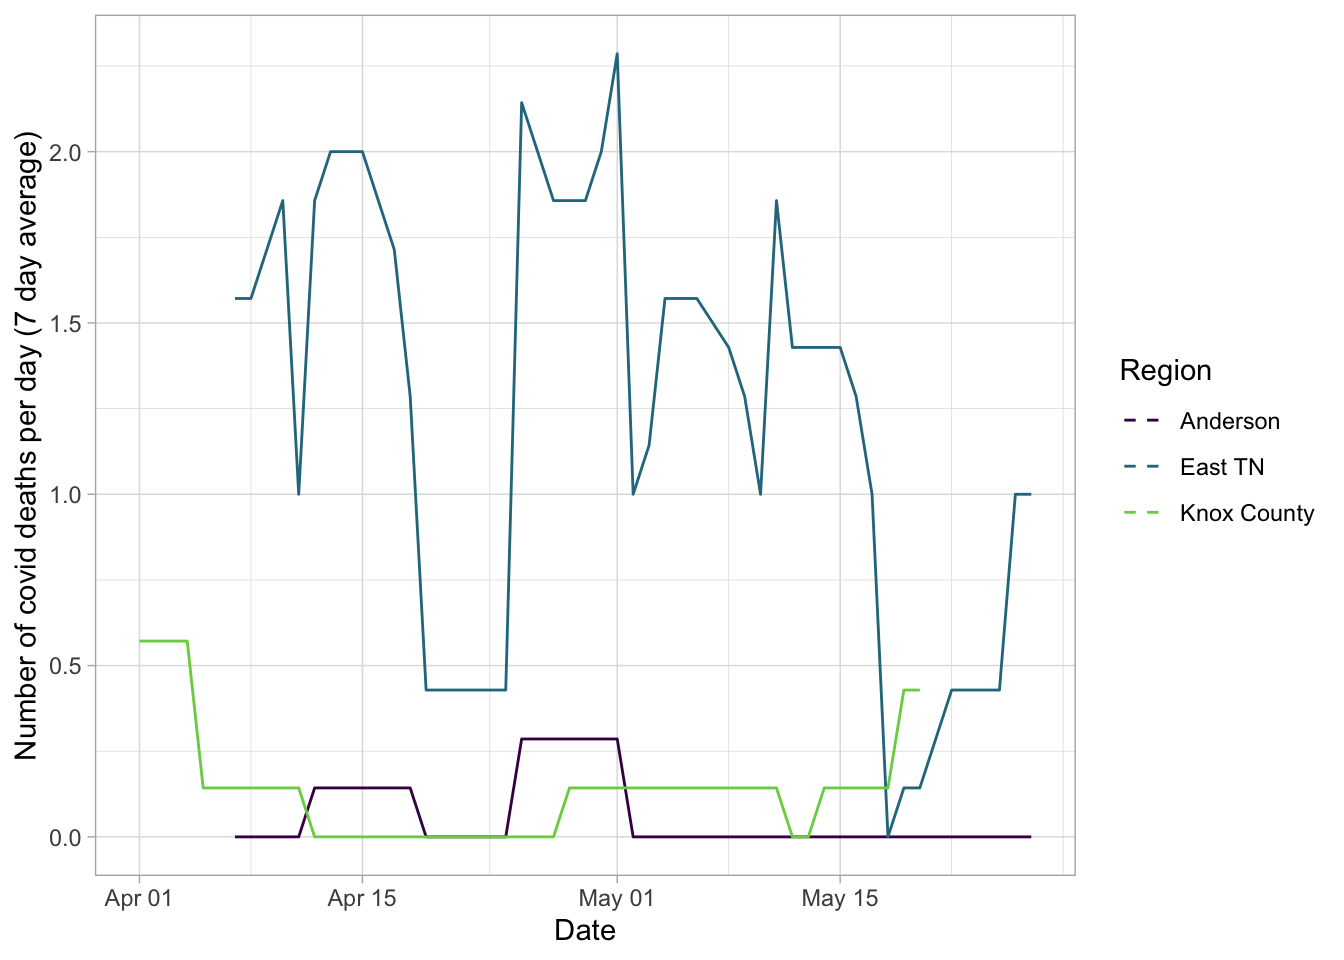 Number of covid deaths per day (7 day average)
2.0
1.5
1.0
0.5
0.0
Apr 01
Apr 15
May 01
May 15
Date
Region
Anderson
East TN
Knox County